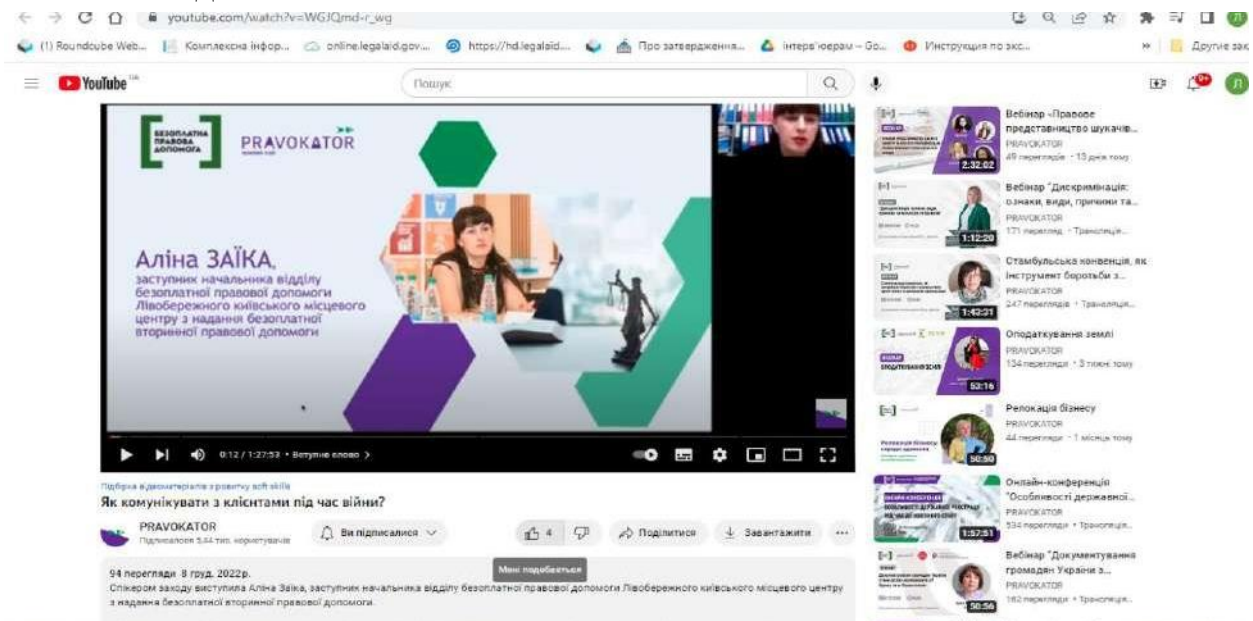 youtube.com/watch?v=WGJQmd-r_wg
(1) Roundcube Web... Комплексна інфор... online.legalaid.gov.... https://hd.legalaid.... Про затвердження... інтерв'юерам – Go... Инструкция по экс... » Другие зак
YouTube UA
Пошук
9+
Л
БЕЗОПЛАТНА
ПРАВОВА
ДОПОМОГА
PRAVOKATOR
Аліна ЗАЇКА,
заступник начальника відділу
безоплатної правової допомоги
Лівобережного київського місцевого
центру з надання безоплатної
вторинної правової допомоги
0:12 / 1:27:53 • Вступне слово >
Підбірка відеоматеріалів з розвитку soft skills
Як комунікувати з клієнтами під час війни?
PRAVOKATOR
Підписалося 5,44 тис. користувачів
Ви підписалися
4
Поділитися
Завантажити
...
Мені подобається
94 перегляди 8 груд. 2022 р.
Спікером заходу виступила Аліна Заїка, заступник начальника відділу безоплатної правової допомоги Лівобережного київського місцевого центру
з надання безоплатної вторинної правової допомоги.
Вебінар «Правове
представництво шукачів...
PRAVOKATOR
49 переглядів • 13 днів тому
2:32:02
Вебінар "Дискримінація:
ознаки, види, причини та...
PRAVOKATOR
171 перегляд • Трансляція...
1:12:29
Стамбульська конвенція, як
інструмент боротьби з...
PRAVOKATOR
247 переглядів • Трансляція...
1:43:31
Оподаткування землі
PRAVOKATOR
134 перегляди • 3 тижні тому
ОПОДАТКУВАННЯ ЗЕМЛІ
53:16
Релокація бізнесу
PRAVOKATOR
44 перегляди • 1 місяць тому
50:50
Онлайн-конференція
"Особливості державної...
PRAVOKATOR
534 перегляди • Трансляція...
1:57:51
Вебінар "Документування
громадян України з...
PRAVOKATOR
162 перегляди • Трансляція...
50:56